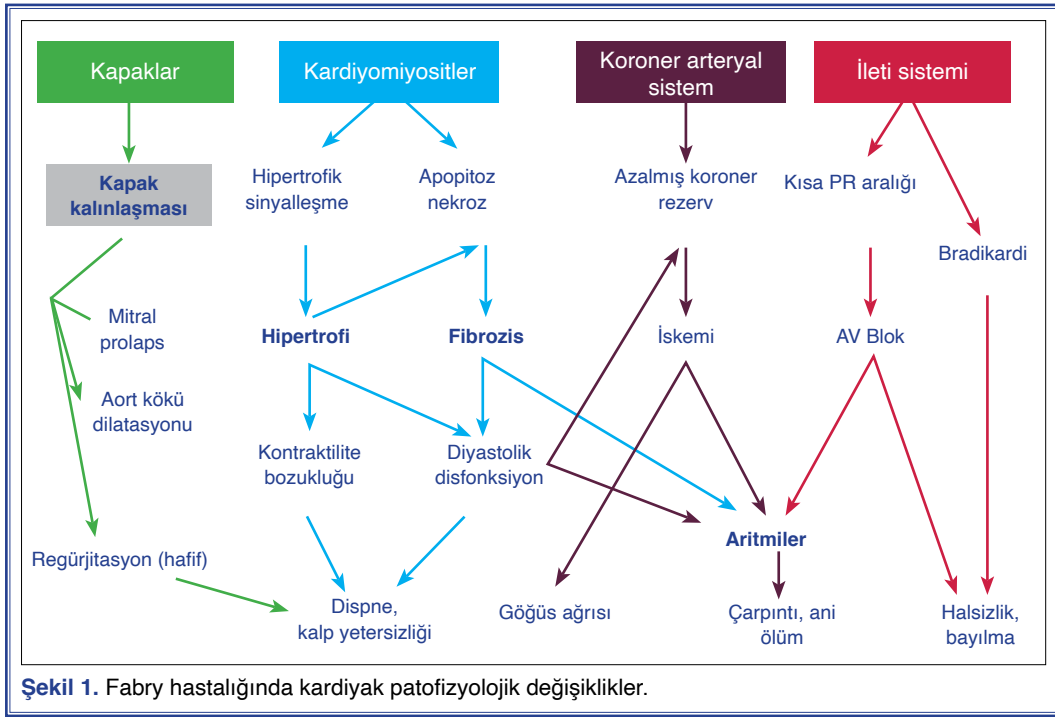 Kapaklar
Kardiyomiyositler
Koroner arteryal
sistem
İleti sistemi
Kapak
kalınlaşması
Hipertrofik
sinyalleşme
Apopitoz
nekroz
Azalmış koroner
rezerv
Kısa PR aralığı
Bradikardi
Mitral
prolaps
Hipertrofi
Fibrozis
İskemi
AV Blok
Aort kökü
dilatasyonu
Kontraktilite
bozukluğu
Diyastolik
disfonksiyon
Aritmiler
Regürjitasyon (hafif)
Dispne,
kalp yetersizliği
Göğüs ağrısı
Çarpıntı, ani
ölüm
Halsizlik,
bayılma
Şekil 1. Fabry hastalığında kardiyak patofizyolojik değişiklikler.